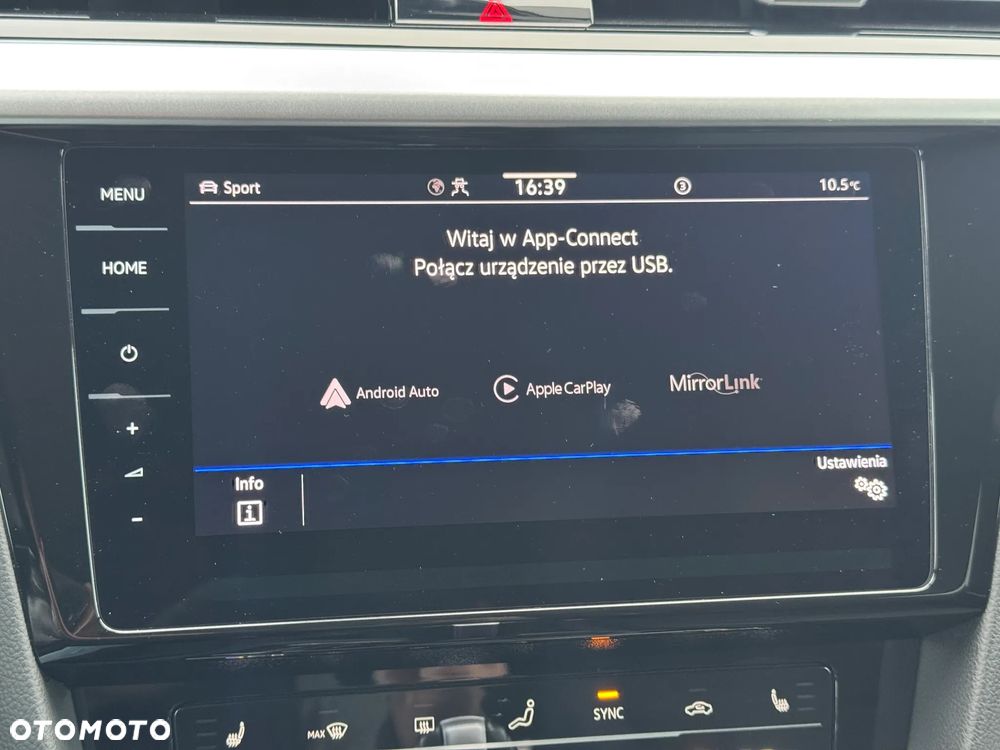 MENU
HOME
Sport
16:39
3
10.5°C
Witaj w App-Connect
Połącz urządzenie przez USB.
Android Auto
Apple CarPlay
MirrorLink
Info
Ustawienia
MAX
SYNC
OTOMOTO